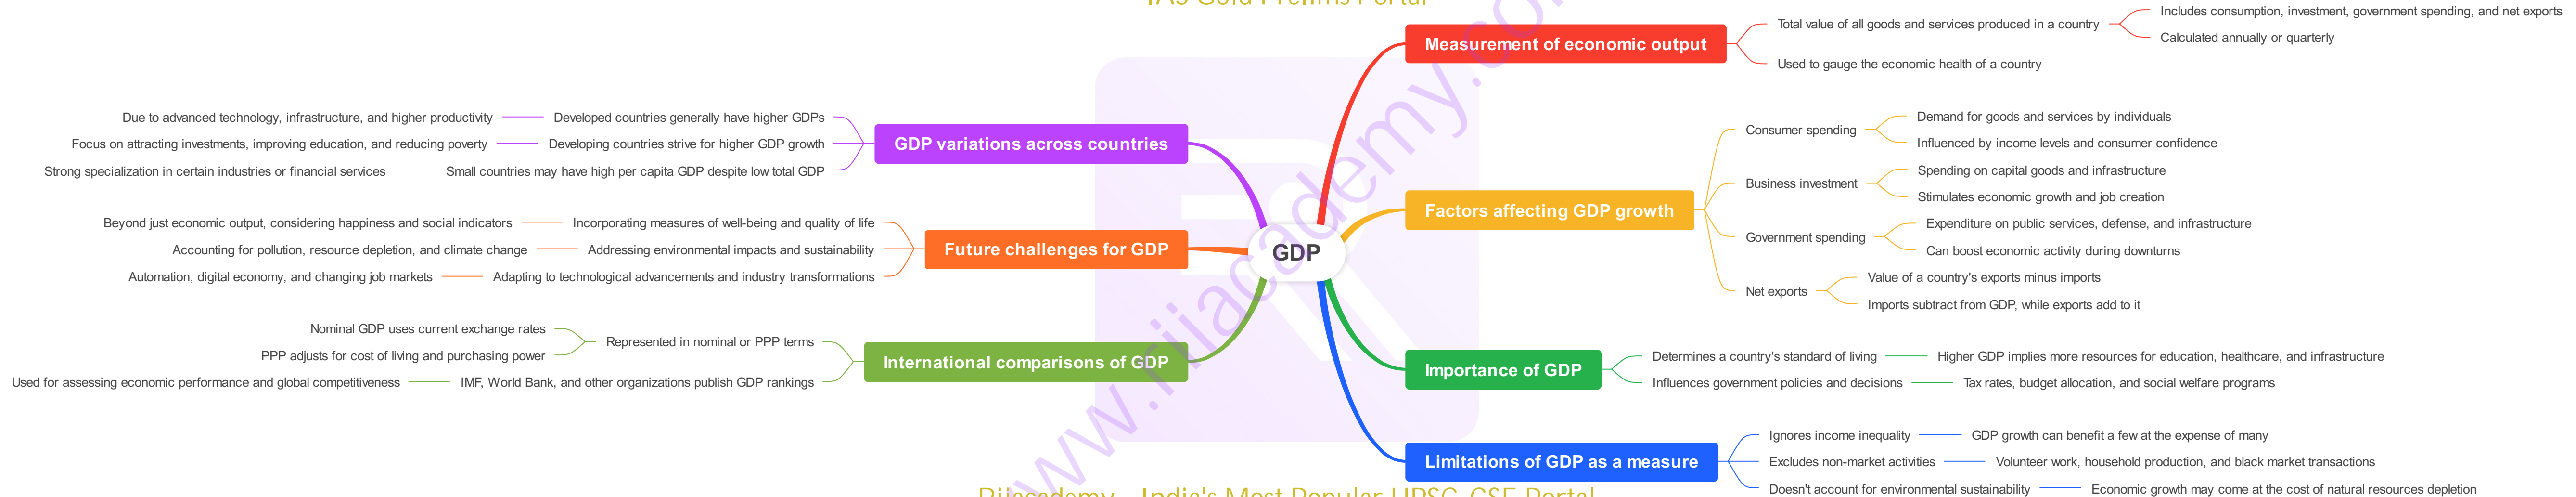 IAS Gold Prelims Portal
Measurement of economic output
Total value of all goods and services produced in a country
Includes consumption, investment, government spending, and net exports
Calculated annually or quarterly
Used to gauge the economic health of a country
Factors affecting GDP growth
Consumer spending
Demand for goods and services by individuals
Influenced by income levels and consumer confidence
Business investment
Spending on capital goods and infrastructure
Stimulates economic growth and job creation
Government spending
Expenditure on public services, defense, and infrastructure
Can boost economic activity during downturns
Net exports
Value of a country's exports minus imports
Imports subtract from GDP, while exports add to it
Importance of GDP
Determines a country's standard of living
Higher GDP implies more resources for education, healthcare, and infrastructure
Influences government policies and decisions
Tax rates, budget allocation, and social welfare programs
Limitations of GDP as a measure
Ignores income inequality
GDP growth can benefit a few at the expense of many
Excludes non-market activities
Volunteer work, household production, and black market transactions
Doesn't account for environmental sustainability
Economic growth may come at the cost of natural resources depletion
GDP
GDP variations across countries
Developed countries generally have higher GDPs
Due to advanced technology, infrastructure, and higher productivity
Developing countries strive for higher GDP growth
Focus on attracting investments, improving education, and reducing poverty
Small countries may have high per capita GDP despite low total GDP
Strong specialization in certain industries or financial services
Future challenges for GDP
Incorporating measures of well-being and quality of life
Beyond just economic output, considering happiness and social indicators
Addressing environmental impacts and sustainability
Accounting for pollution, resource depletion, and climate change
Adapting to technological advancements and industry transformations
Automation, digital economy, and changing job markets
International comparisons of GDP
Represented in nominal or PPP terms
Nominal GDP uses current exchange rates
PPP adjusts for cost of living and purchasing power
IMF, World Bank, and other organizations publish GDP rankings
Used for assessing economic performance and global competitiveness
www.rijacademy.co
Rijacademy - India's Most Popular UPSC-CSE Portal